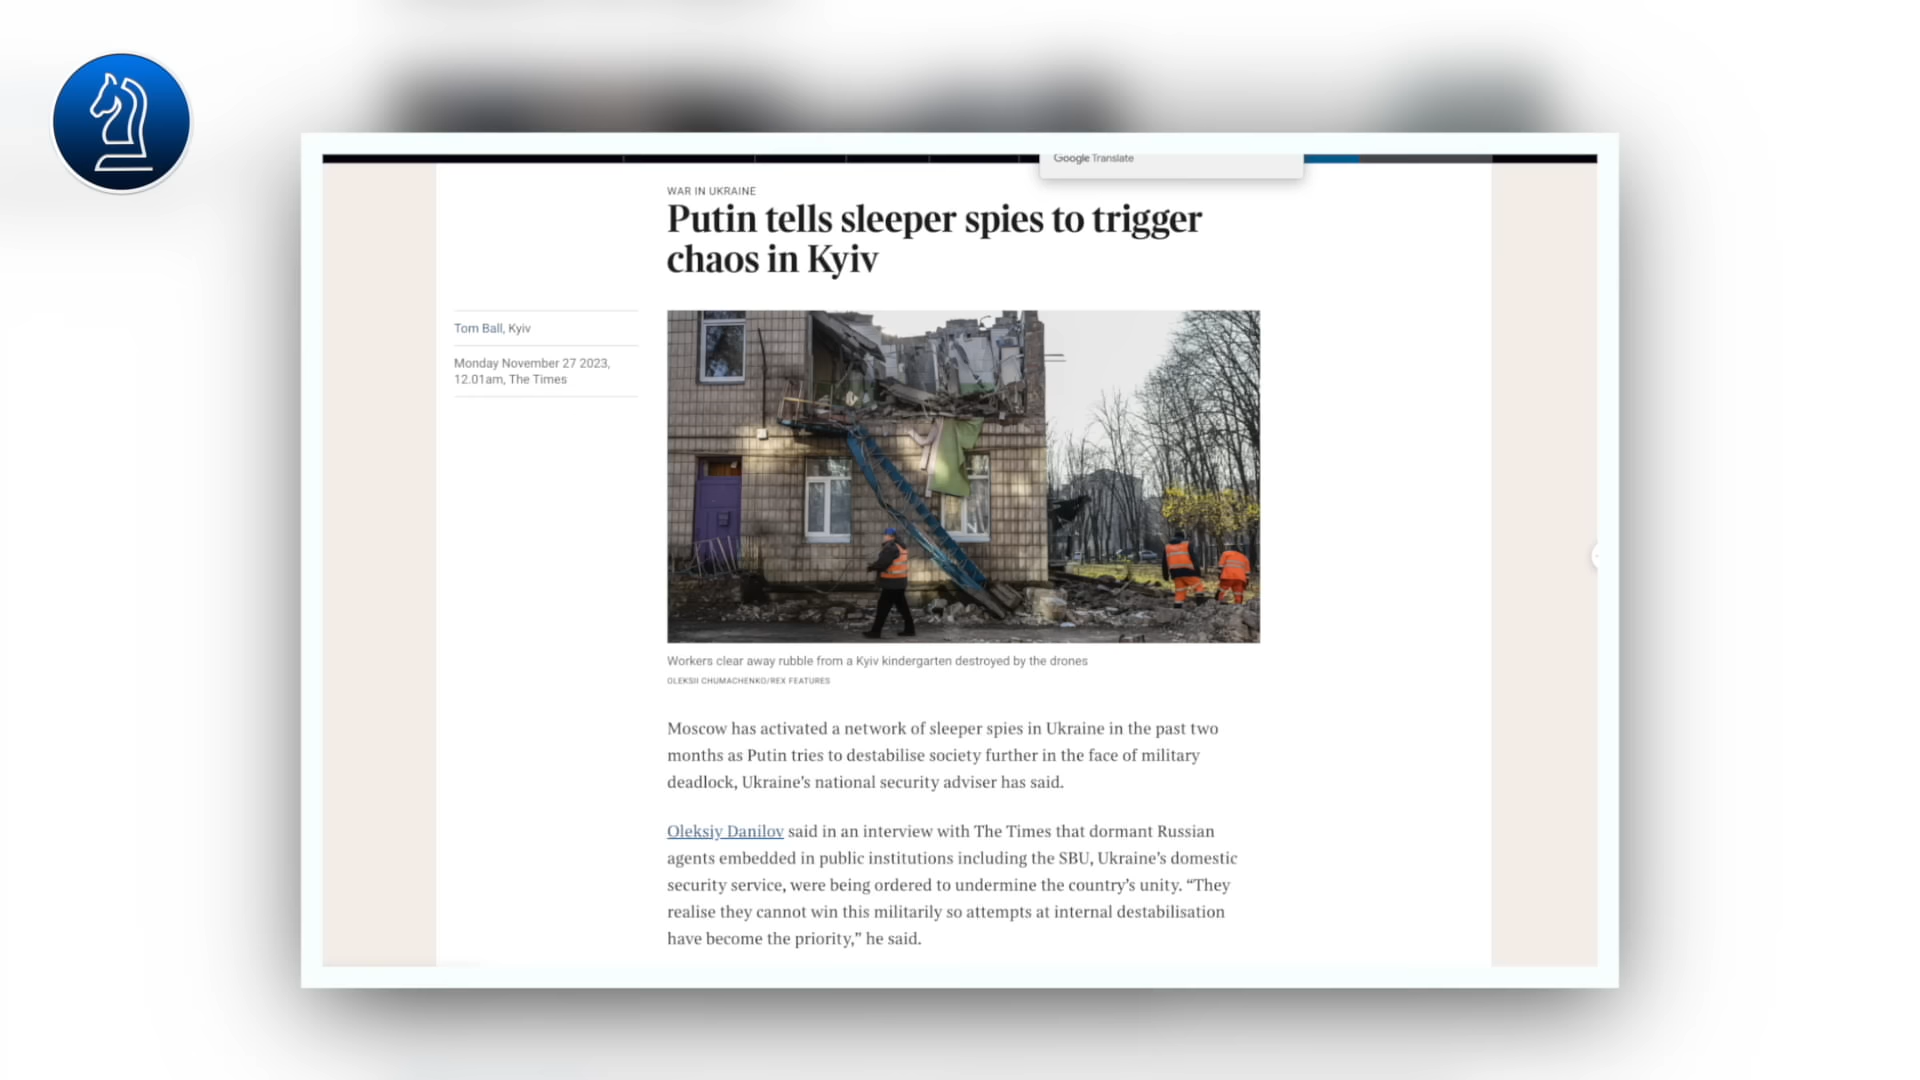 Google Translate
WAR IN UKRAINE
Putin tells sleeper spies to trigger
chaos in Kyiv
Tom Ball, Kyiv
Monday November 27 2023,
12.01am, The Times
Workers clear away rubble from a Kyiv kindergarten destroyed by the drones
OLEKSII CHUMACHENKO/REX FEATURES
Moscow has activated a network of sleeper spies in Ukraine in the past two
months as Putin tries to destabilise society further in the face of military
deadlock, Ukraine’s national security adviser has said.
Oleksiy Danilov said in an interview with The Times that dormant Russian
agents embedded in public institutions including the SBU, Ukraine’s domestic
security service, were being ordered to undermine the country’s unity. “They
realise they cannot win this militarily so attempts at internal destabilisation
have become the priority,” he said.